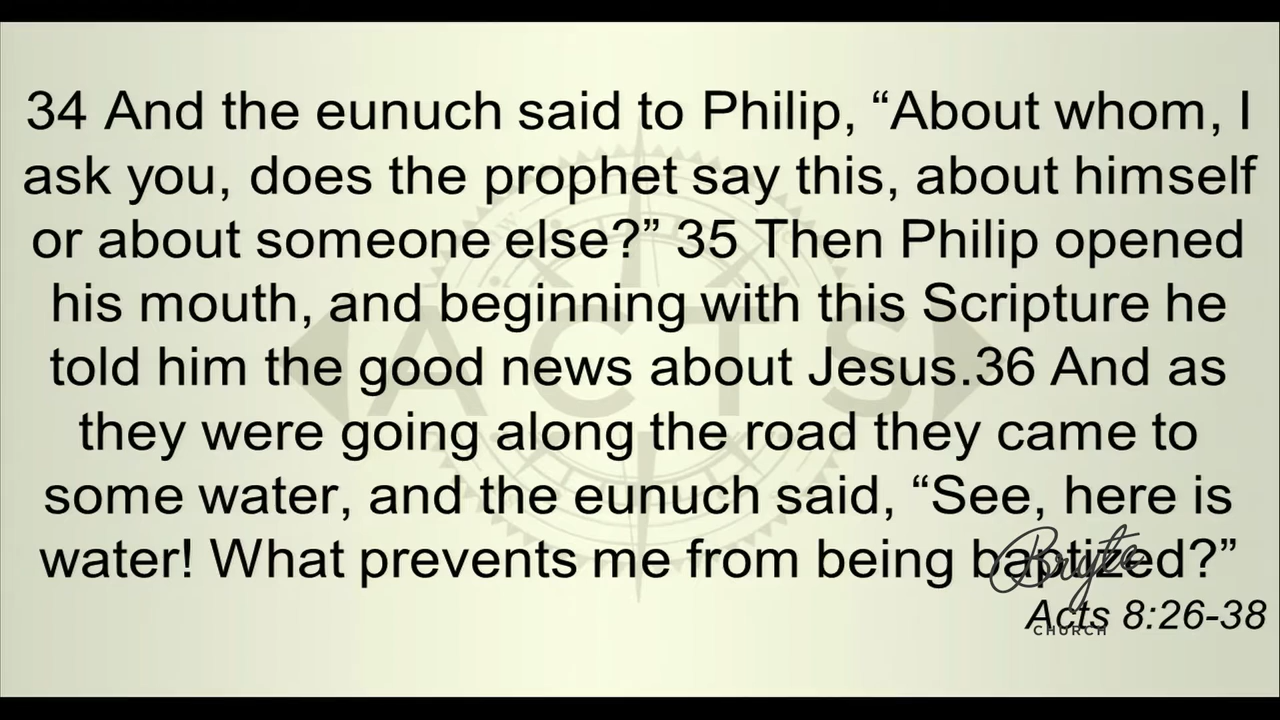 34 And the eunuch said to Philip, “About whom, I
ask you, does the prophet say this, about himself
or about someone else?” 35 Then Philip opened
his mouth, and beginning with this Scripture he
told him the good news about Jesus.36 And as
they were going along the road they came to
some water, and the eunuch said, “See, here is
water! What prevents me from being baptized?”
Acts 8:26-38
ACTS
Bryte
CHURCH